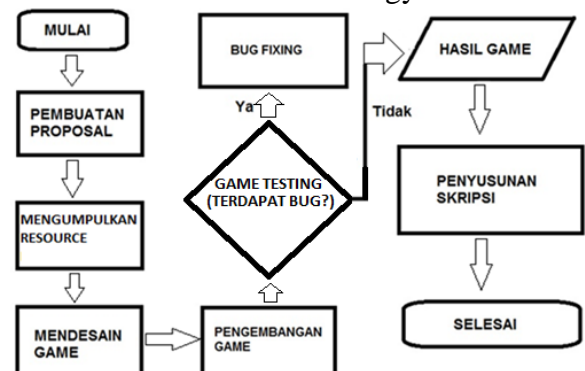 MULAI
PEMBUATAN
PROPOSAL
MENGUMPULKAN
RESOURCE
MENDESAIN
GAME
PENGEMBANGAN
GAME
GAME TESTING
(TERDAPAT BUG?)
Ya
BUG FIXING
Tidak
HASIL GAME
PENYUSUNAN
SKRIPSI
SELESAI